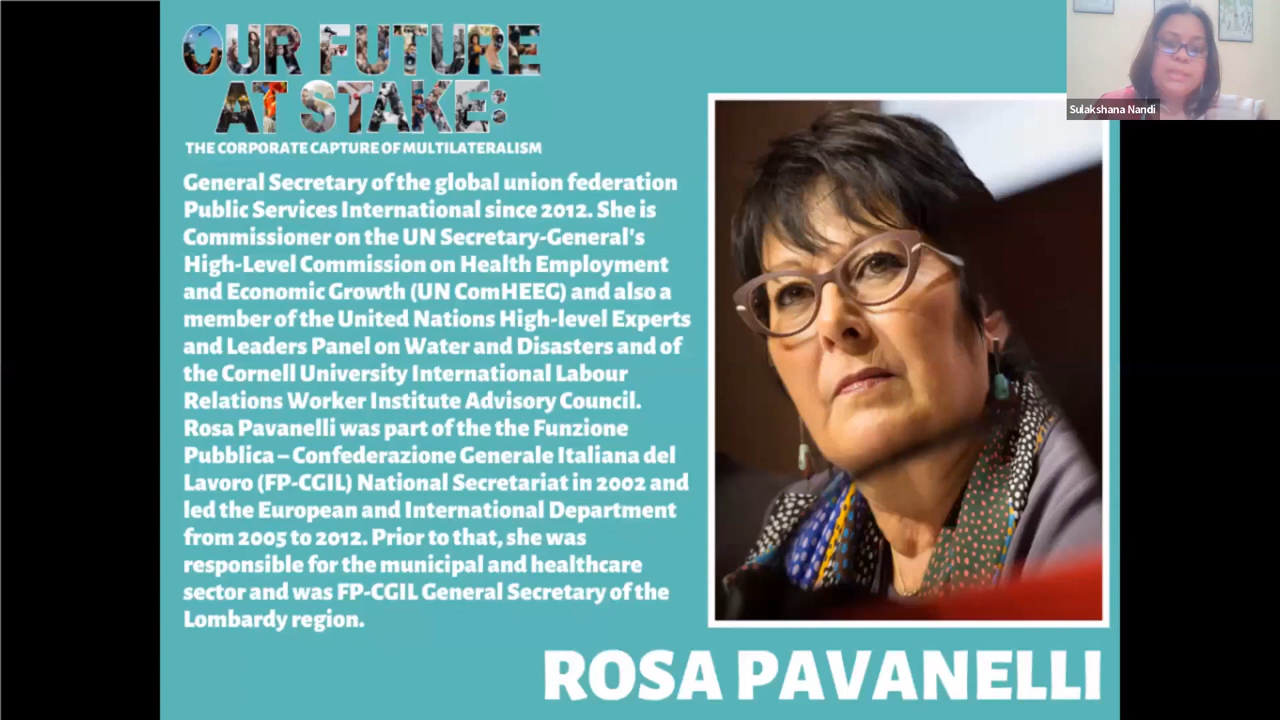 OUR FUTURE
AT STAKE:
THE CORPORATE CAPTURE OF MULTILATERALISM
General Secretary of the global union federation
Public Services International since 2012. She is
Commissioner on the UN Secretary-General's
High-Level Commission on Health Employment
and Economic Growth (UN ComHEEG) and also a
member of the United Nations High-level Experts
and Leaders Panel on Water and Disasters and of
the Cornell University International Labour
Relations Worker Institute Advisory Council.
Rosa Pavanelli was part of the the Funzione
Pubblica – Confederazione Generale Italiana del
Lavoro (FP-CGIL) National Secretariat in 2002 and
led the European and International Department
from 2005 to 2012. Prior to that, she was
responsible for the municipal and healthcare
sector and was FP-CGIL General Secretary of the
Lombardy region.
ROSA PAVANELLI
Sulakshana Nandi